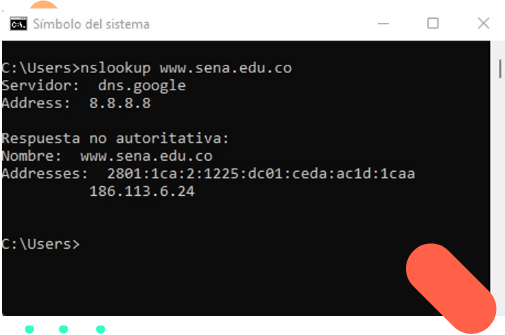 Símbolo del sistema
C:\Users>nslookup www.sena.edu.co
Servidor:  dns.google
Address:  8.8.8.8
Respuesta no autoritativa:
Nombre:  www.sena.edu.co
Addresses:  2801:1ca:2:1225:dc01:ceda:ac1d:1caa
186.113.6.24
C:\Users>